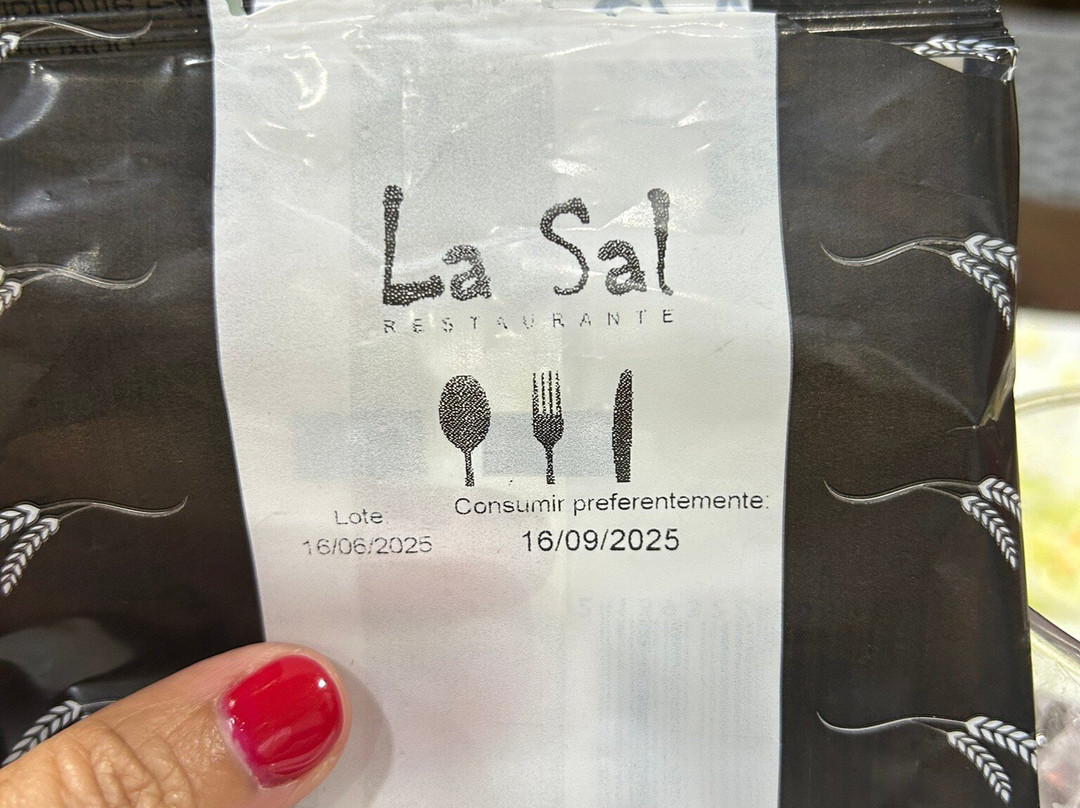 La Sal
RESTAURANTE
Consumir preferentemente:
Lote
16/09/2025
16/06/2025